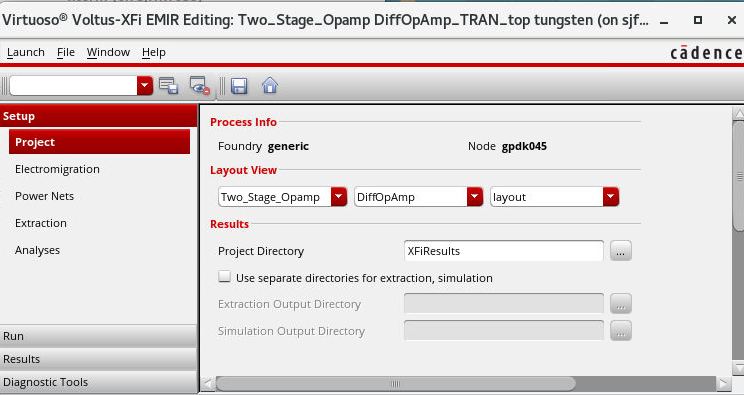 Virtuoso® Voltus-XFi EMIR Editing: Two_Stage_Opamp DiffOpAmp_TRAN_top tungsten (on sjf...
Launch File Window Help cādence
Setup
Project
Electromigration
Power Nets
Extraction
Analyses
Run
Results
Diagnostic Tools
Process Info
Foundry generic Node gpdk045
Layout View
Two_Stage_Opamp DiffOpAmp layout
Results
Project Directory XFiResults ...
Use separate directories for extraction, simulation
Extraction Output Directory ...
Simulation Output Directory ...